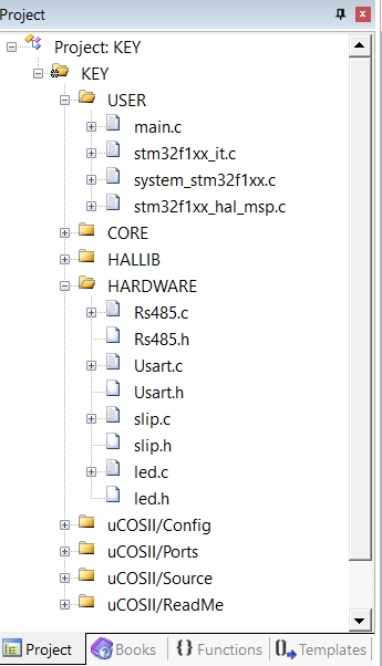 Project
Project: KEY
KEY
USER
main.c
stm32f1xx_it.c
system_stm32f1xx.c
stm32f1xx_hal_msp.c
CORE
HALLIB
HARDWARE
Rs485.c
Rs485.h
Usart.c
Usart.h
slip.c
slip.h
led.c
led.h
uCOSII/Config
uCOSII/Ports
uCOSII/Source
uCOSII/ReadMe
Project Books {} Functions 0 Templates